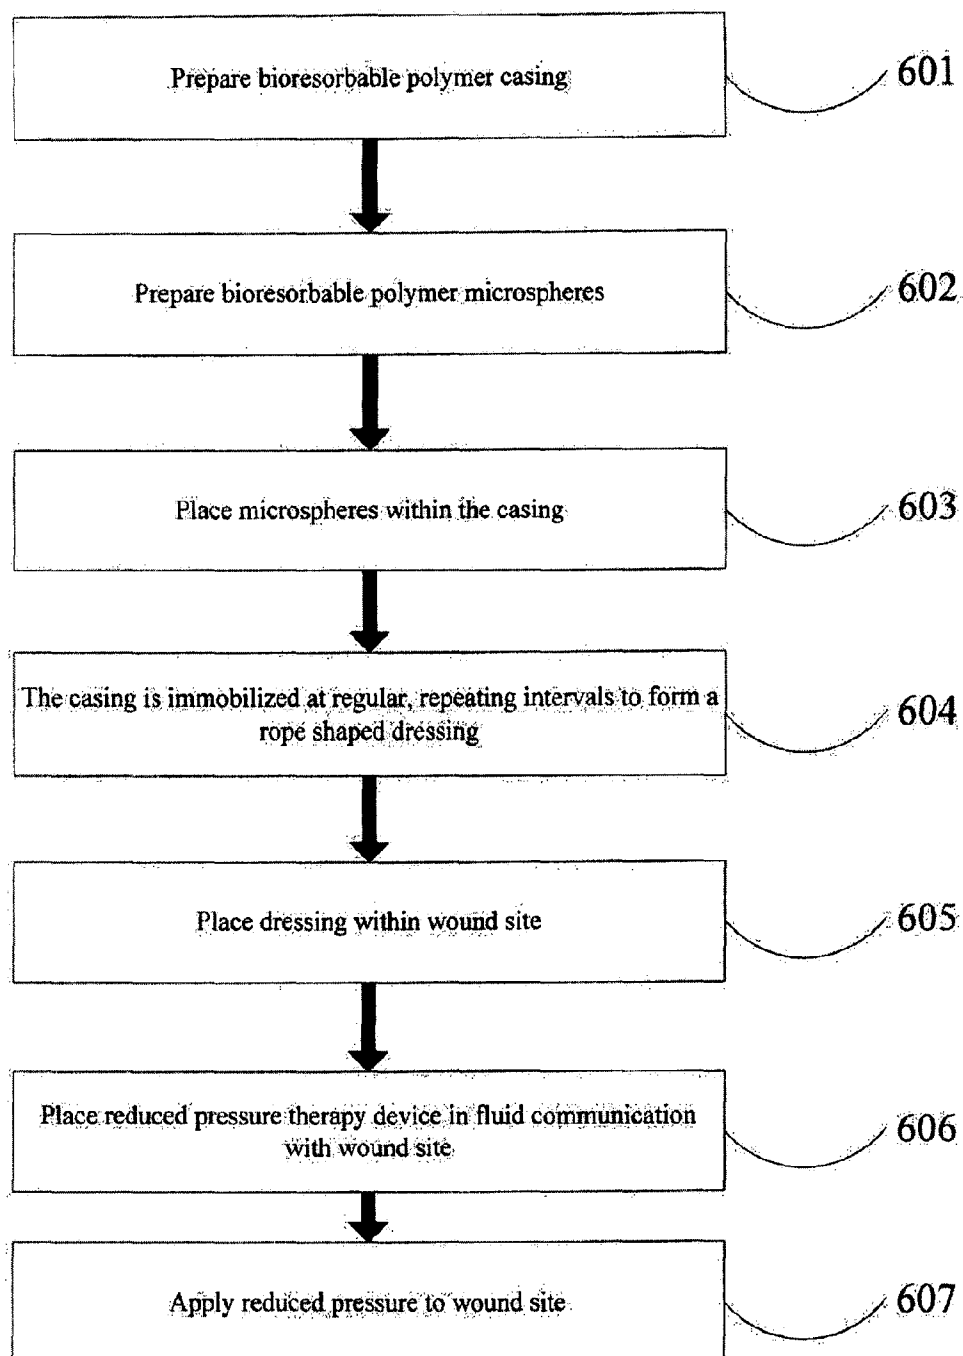 Prepare bioresorbable polymer casing
601
Prepare bioresorbable polymer microspheres
602
Place microspheres within the casing
603
The casing is immobilized at regular, repeating intervals to form a
rope shaped dressing
604
Place dressing within wound site
605
Place reduced pressure therapy device in fluid communication
with wound site
606
Apply reduced pressure to wound site
607